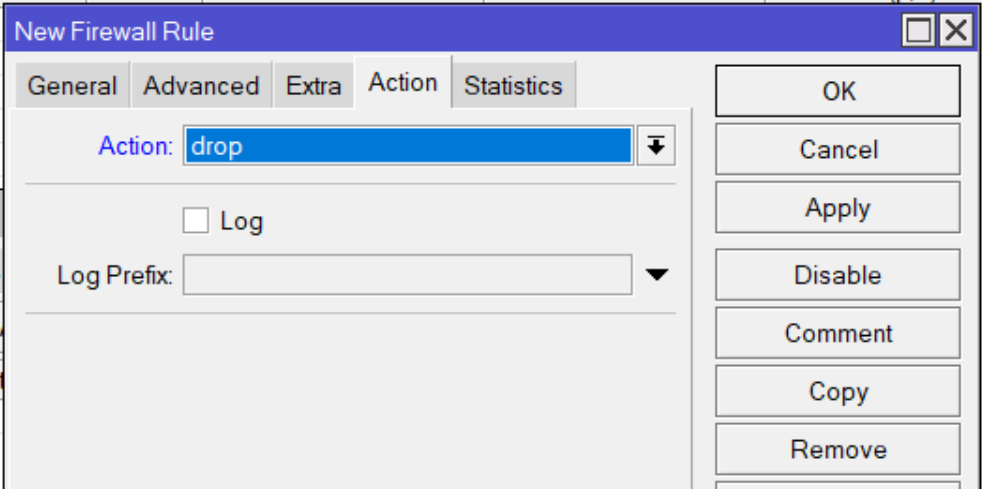 New Firewall Rule
General Advanced Extra Action Statistics
Action: drop
Log
Log Prefix:
OK
Cancel
Apply
Disable
Comment
Copy
Remove